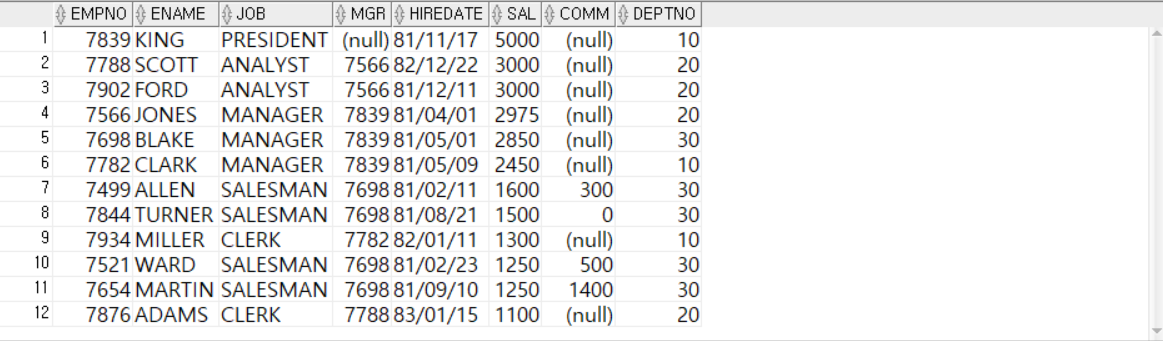 EMPNO ENAME JOB MGR HIREDATE SAL COMM DEPTNO
1 7839 KING PRESIDENT (null) 81/11/17 5000 (null) 10
2 7788 SCOTT ANALYST 7566 82/12/22 3000 (null) 20
3 7902 FORD ANALYST 7566 81/12/11 3000 (null) 20
4 7566 JONES MANAGER 7839 81/04/01 2975 (null) 20
5 7698 BLAKE MANAGER 7839 81/05/01 2850 (null) 30
6 7782 CLARK MANAGER 7839 81/05/09 2450 (null) 10
7 7499 ALLEN SALESMAN 7698 81/02/11 1600 300 30
8 7844 TURNER SALESMAN 7698 81/08/21 1500 0 30
9 7934 MILLER CLERK 7782 82/01/11 1300 (null) 10
10 7521 WARD SALESMAN 7698 81/02/23 1250 500 30
11 7654 MARTIN SALESMAN 7698 81/09/10 1250 1400 30
12 7876 ADAMS CLERK 7788 83/01/15 1100 (null) 20